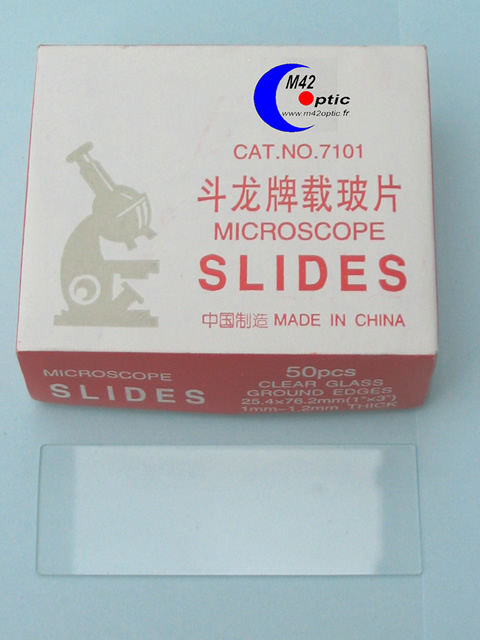 M42
Optic
www.m42optic.fr
CAT.NO.7101
斗龙牌载玻片
MICROSCOPE
SLIDES
中国制造 MADE IN CHINA
MICROSCOPE
SLIDES
50pcs
CLEAR GLASS
GROUND EDGES
25.4x76.2mm(1"x3")
1mm-1.2mm THICK